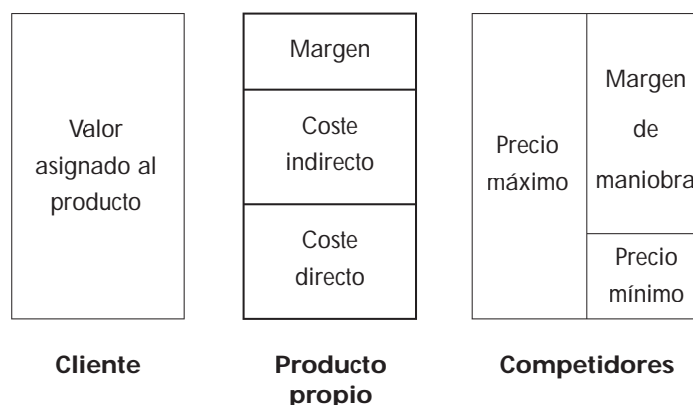 Valor
asignado al
producto
Margen
Coste
indirecto
Coste
directo
Precio
máximo
Margen
de
maniobra
Precio
mínimo
Cliente
Producto
propio
Competidores